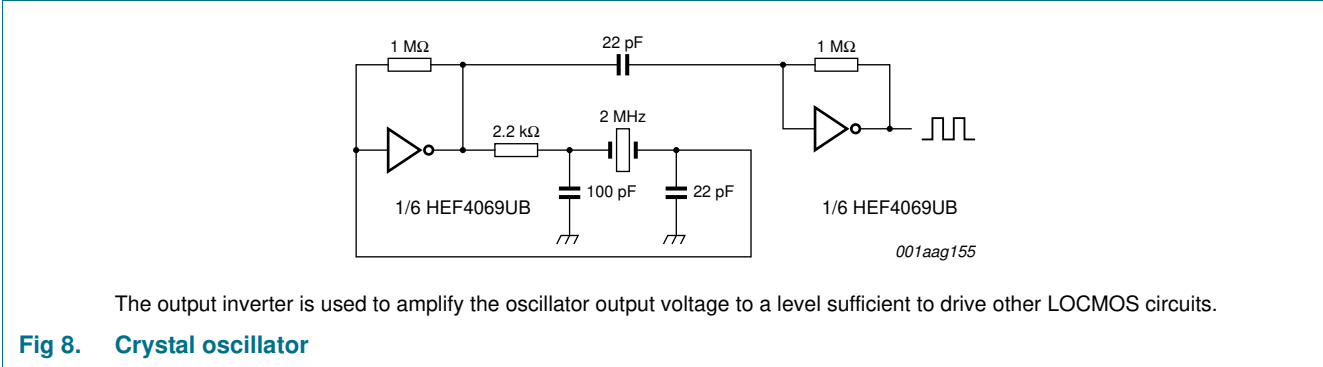 1 MΩ
22 pF
1 MΩ
2.2 kΩ
2 MHz
100 pF
22 pF
1/6 HEF4069UB
1/6 HEF4069UB
001aag155
The output inverter is used to amplify the oscillator output voltage to a level sufficient to drive other LOCMOS circuits.
Fig 8. Crystal oscillator